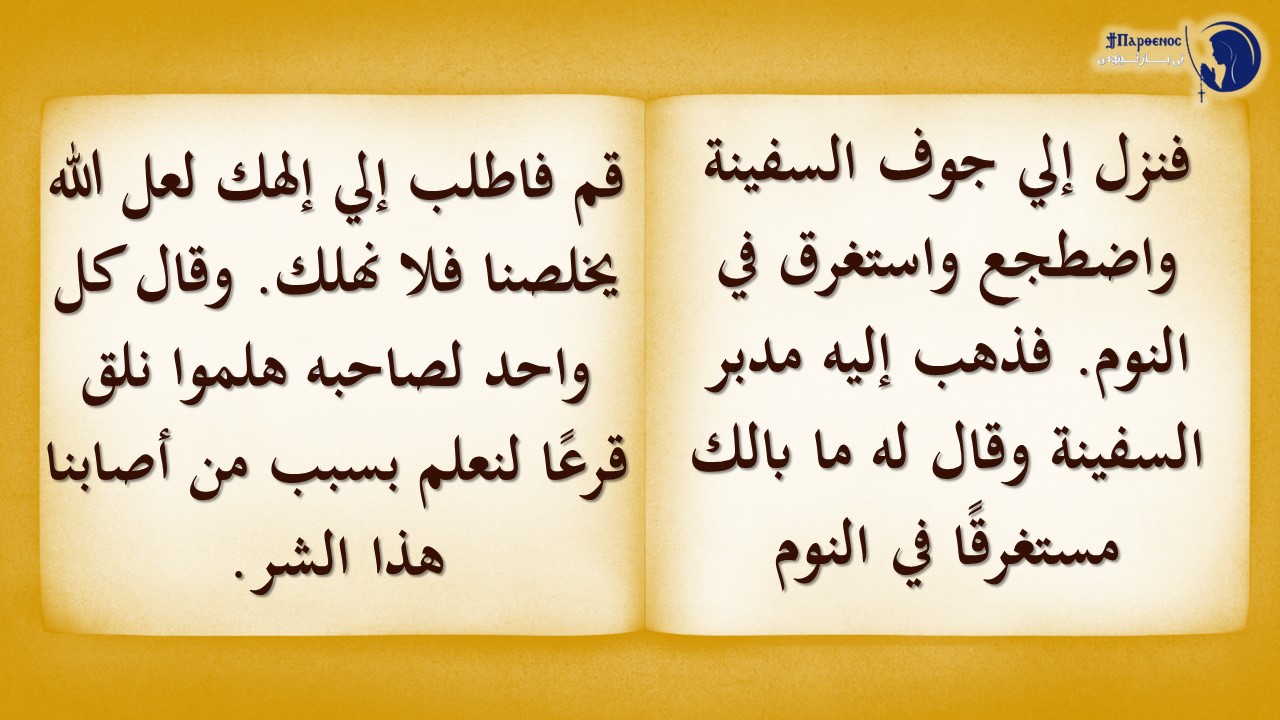 #Παρθενος
تي بارثينوس
فنزل إلي جوف السفينة
واضطجع واستغرق في
النوم. فذهب إليه مدبر
السفينة وقال له ما بالك
مستغرقًا في النوم
قم فاطلب إلي إلهك لعل الله
يخلصنا فلا نهلك. وقال كل
واحد لصاحبه هلموا نلق
قرعًا لنعلم بسبب من أصابنا
هذا الشر.